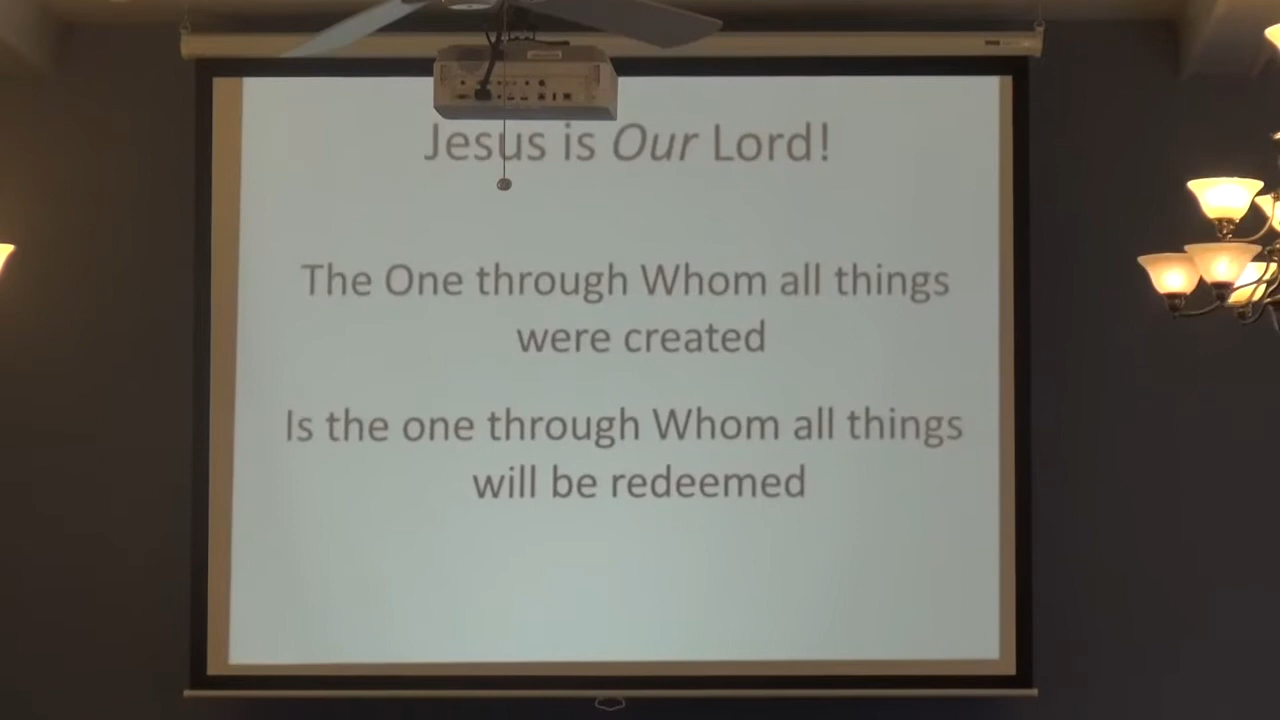 Jesus is Our Lord!
The One through Whom all things
were created
Is the one through Whom all things
will be redeemed